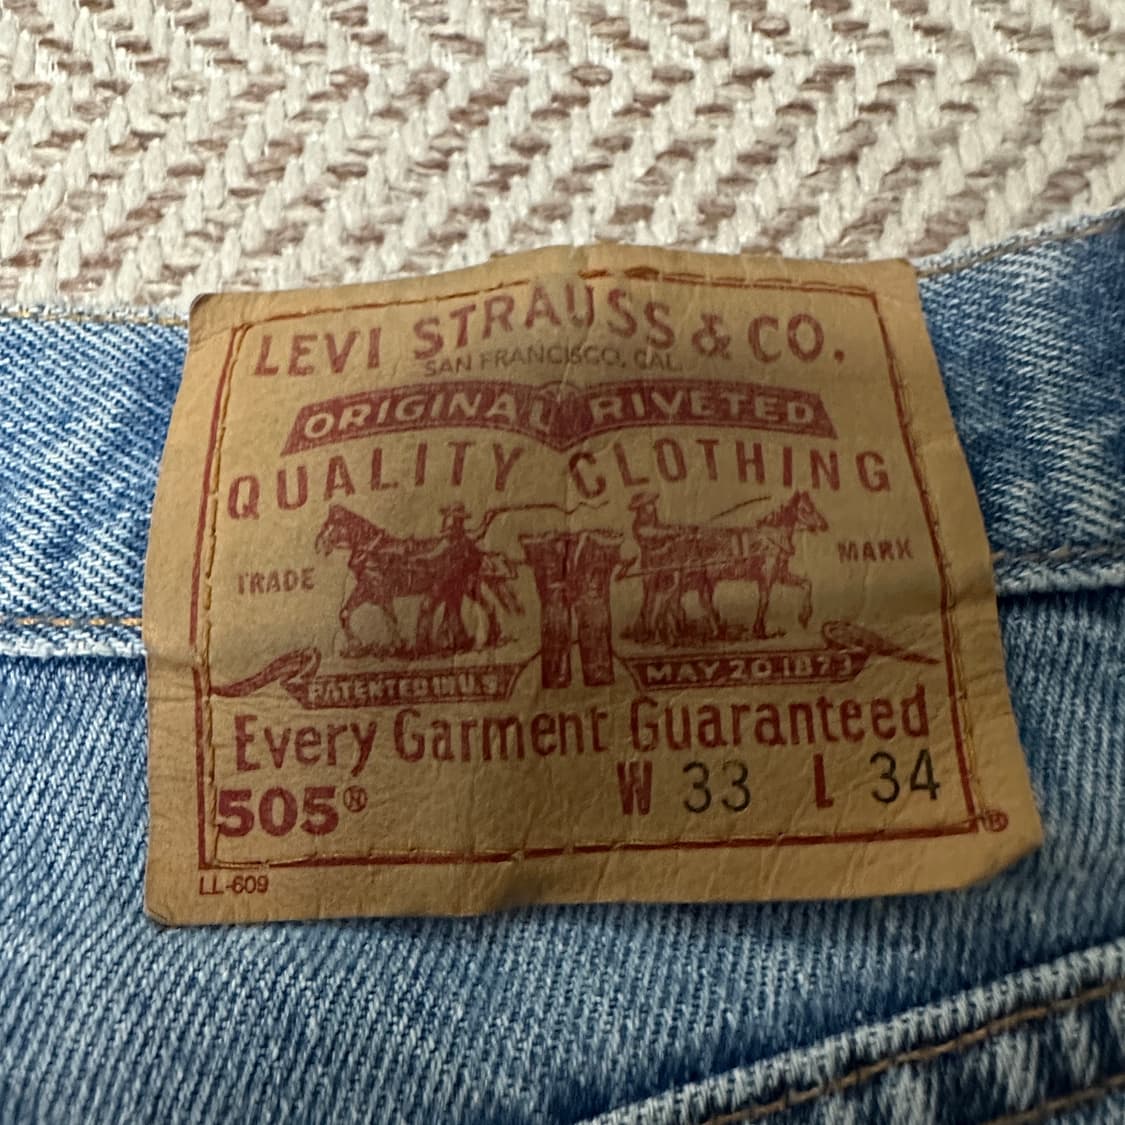 LEVI STRAUSS & CO.
SAN FRANCISCO, CAL.
ORIGINAL RIVETED
QUALITY CLOTHING
TRADE MARK
PATENTED IN U.S. MAY 20 1873
Every Garment Guaranteed
505® W 33 L 34
®
LL-609